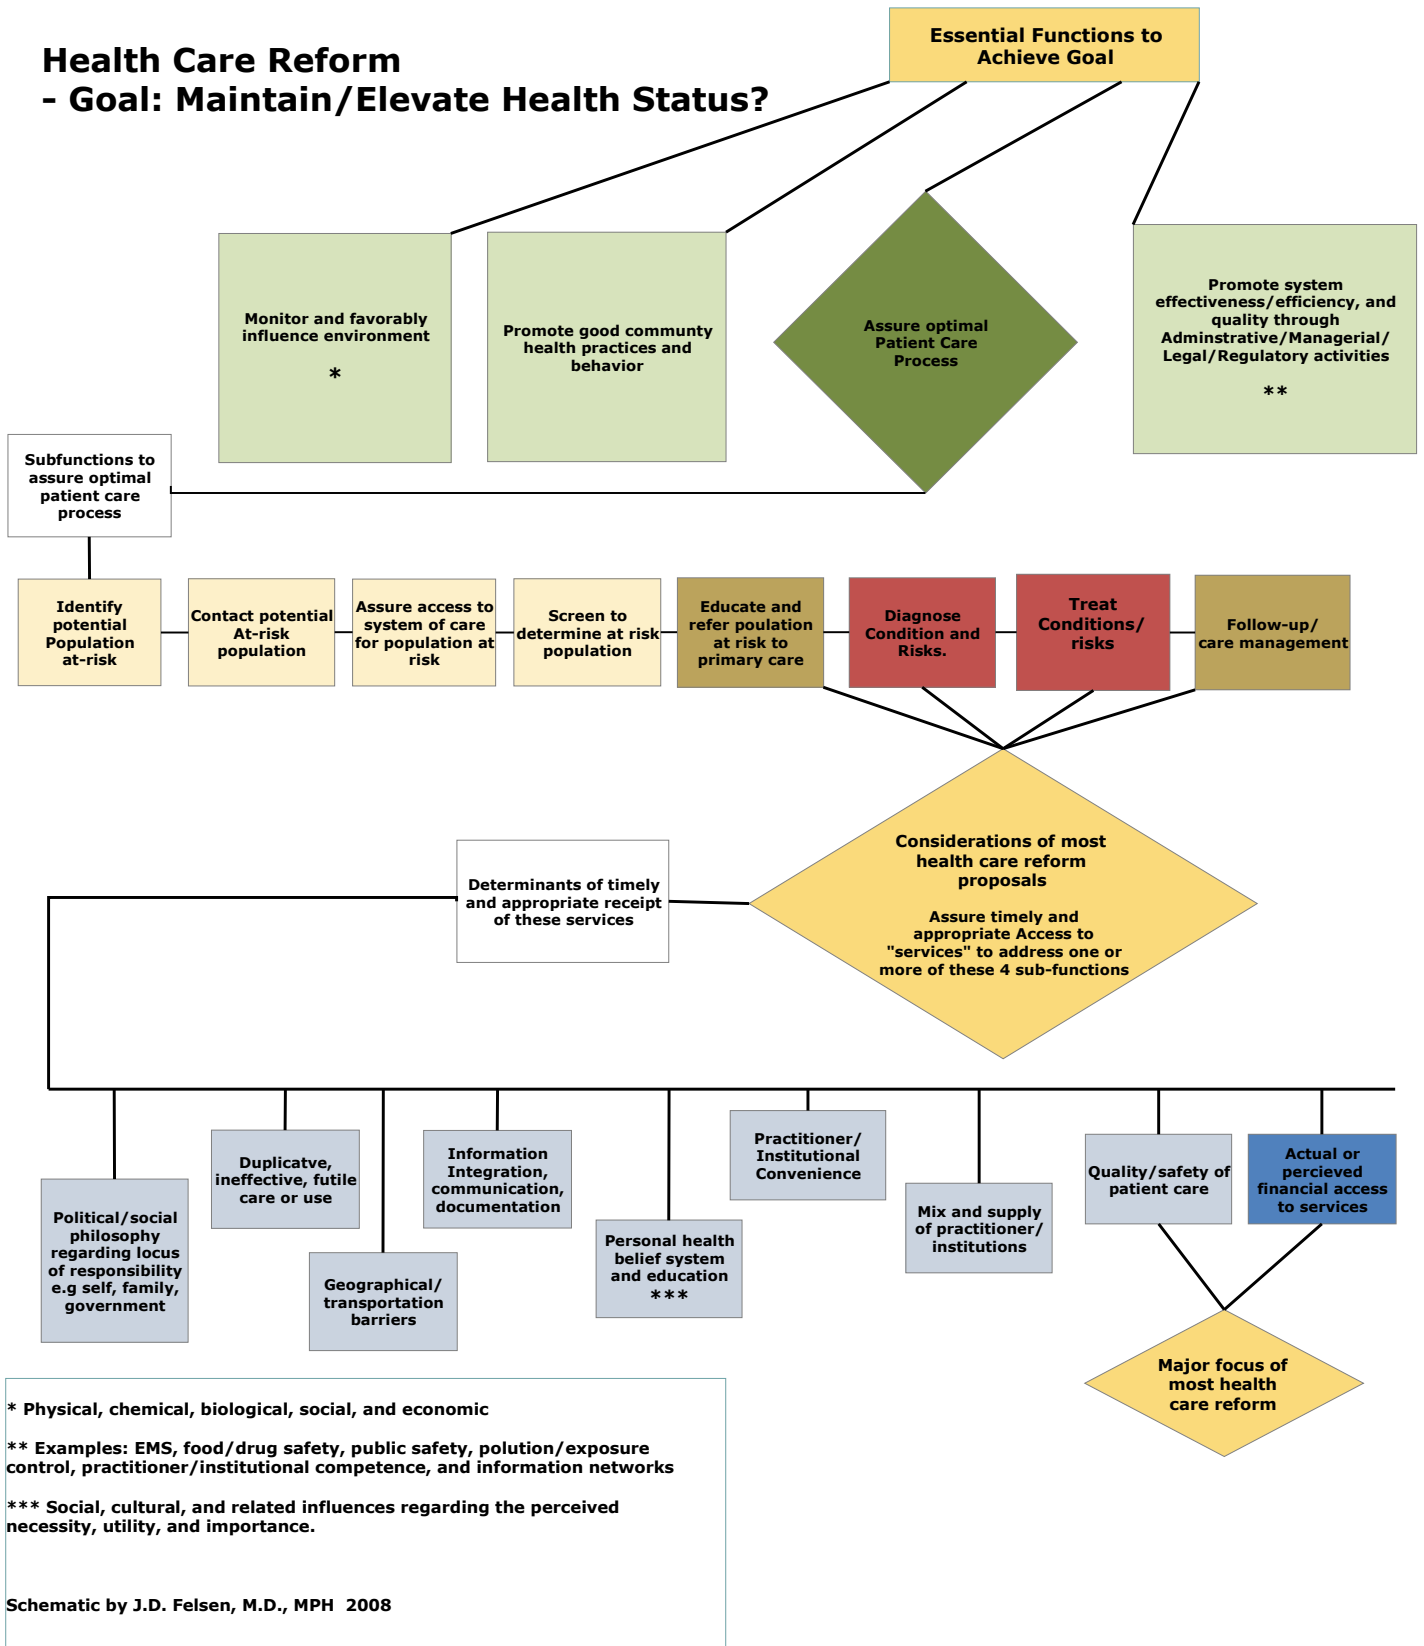 Health Care Reform
– Goal: Maintain/Elevate Health Status?
Essential Functions to
Achieve Goal
Monitor and favorably
influence environment
*
Promote good communty
health practices and
behavior
Assure optimal
Patient Care
Process
Promote system
effectiveness/efficiency, and
quality through
Adminstrative/Managerial/
Legal/Regulatory activities
**
Subfunctions to
assure optimal
patient care
process
Identify
potential
Population
at-risk
Contact potential
At-risk
population
Assure access to
system of care
for population at
risk
Screen to
determine at risk
population
Educate and
refer poulation
at risk to
primary care
Diagnose
Condition and
Risks.
Treat
Conditions/
risks
Follow-up/
care management
Considerations of most
health care reform
proposals
Assure timely and
appropriate Access to
"services" to address one or
more of these 4 sub-functions
Determinants of timely
and appropriate receipt
of these services
Political/social
philosophy
regarding locus
of responsibility
e.g self, family,
government
Duplicatve,
ineffective, futile
care or use
Geographical/
transportation
barriers
Information
Integration,
communication,
documentation
Personal health
belief system
and education
***
Practitioner/
Institutional
Convenience
Mix and supply
of practitioner/
institutions
Quality/safety of
patient care
Actual or
percieved
financial access
to services
Major focus of
most health
care reform
* Physical, chemical, biological, social, and economic
** Examples: EMS, food/drug safety, public safety, polution/exposure
control, practitioner/institutional competence, and information networks
*** Social, cultural, and related influences regarding the perceived
necessity, utility, and importance.
Schematic by J.D. Felsen, M.D., MPH  2008